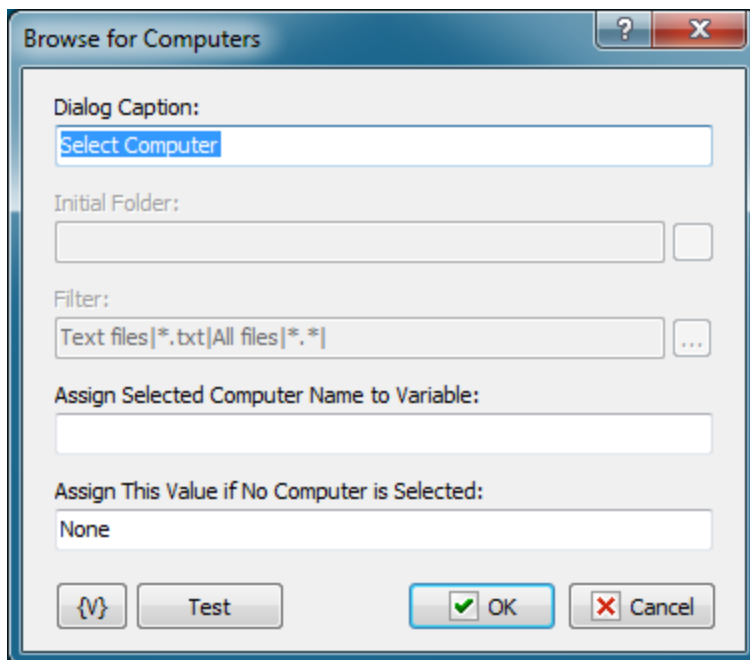 Browse for Computers
?
Dialog Caption:
Select Computer
Initial Folder:
Filter:
Text files|*.txt|All files|*.*|
...
Assign Selected Computer Name to Variable:
Assign This Value if No Computer is Selected:
None
{V} Test OK Cancel